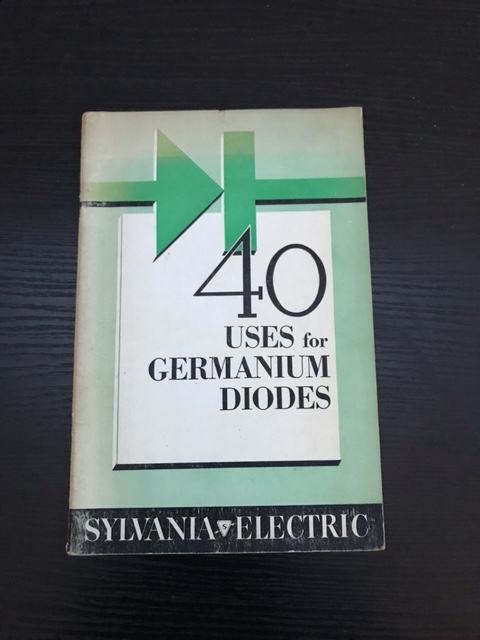 40
USES for
GERMANIUM
DIODES
SYLVANIA S ELECTRIC